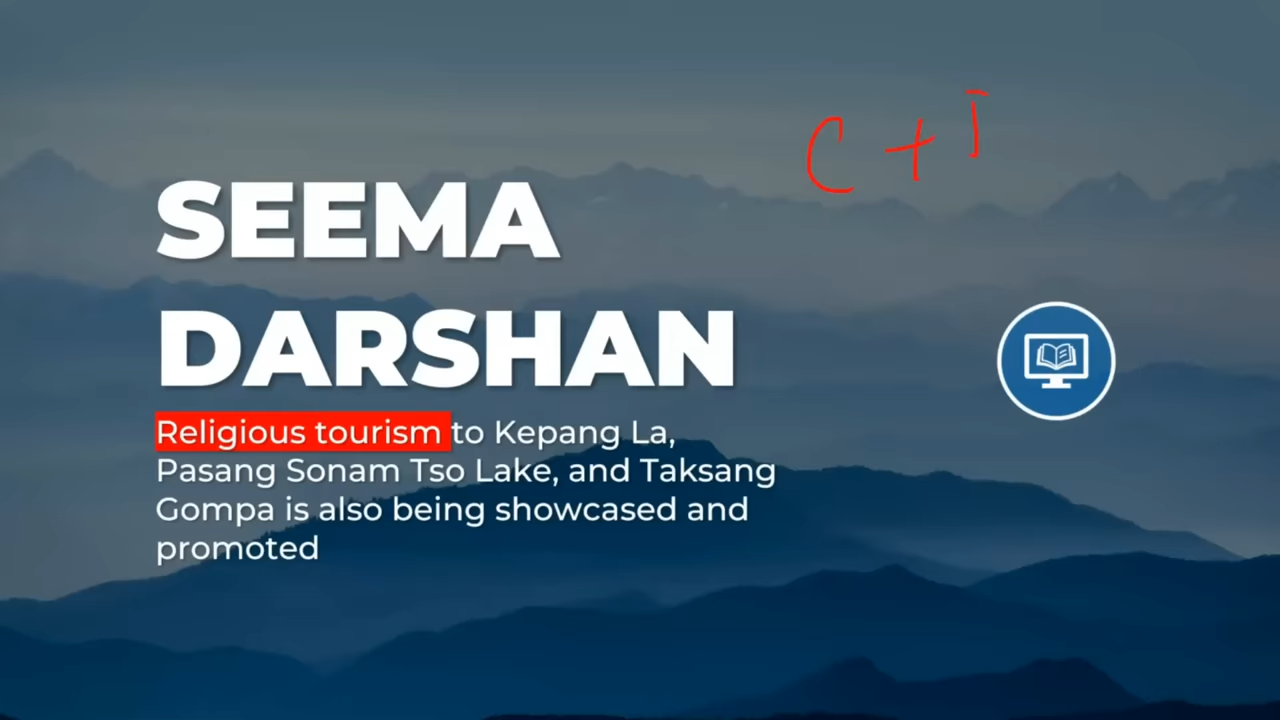 C + I
SEEMA
DARSHAN
Religious tourism to Kepang La,
Pasang Sonam Tso Lake, and Taksang
Gompa is also being showcased and
promoted